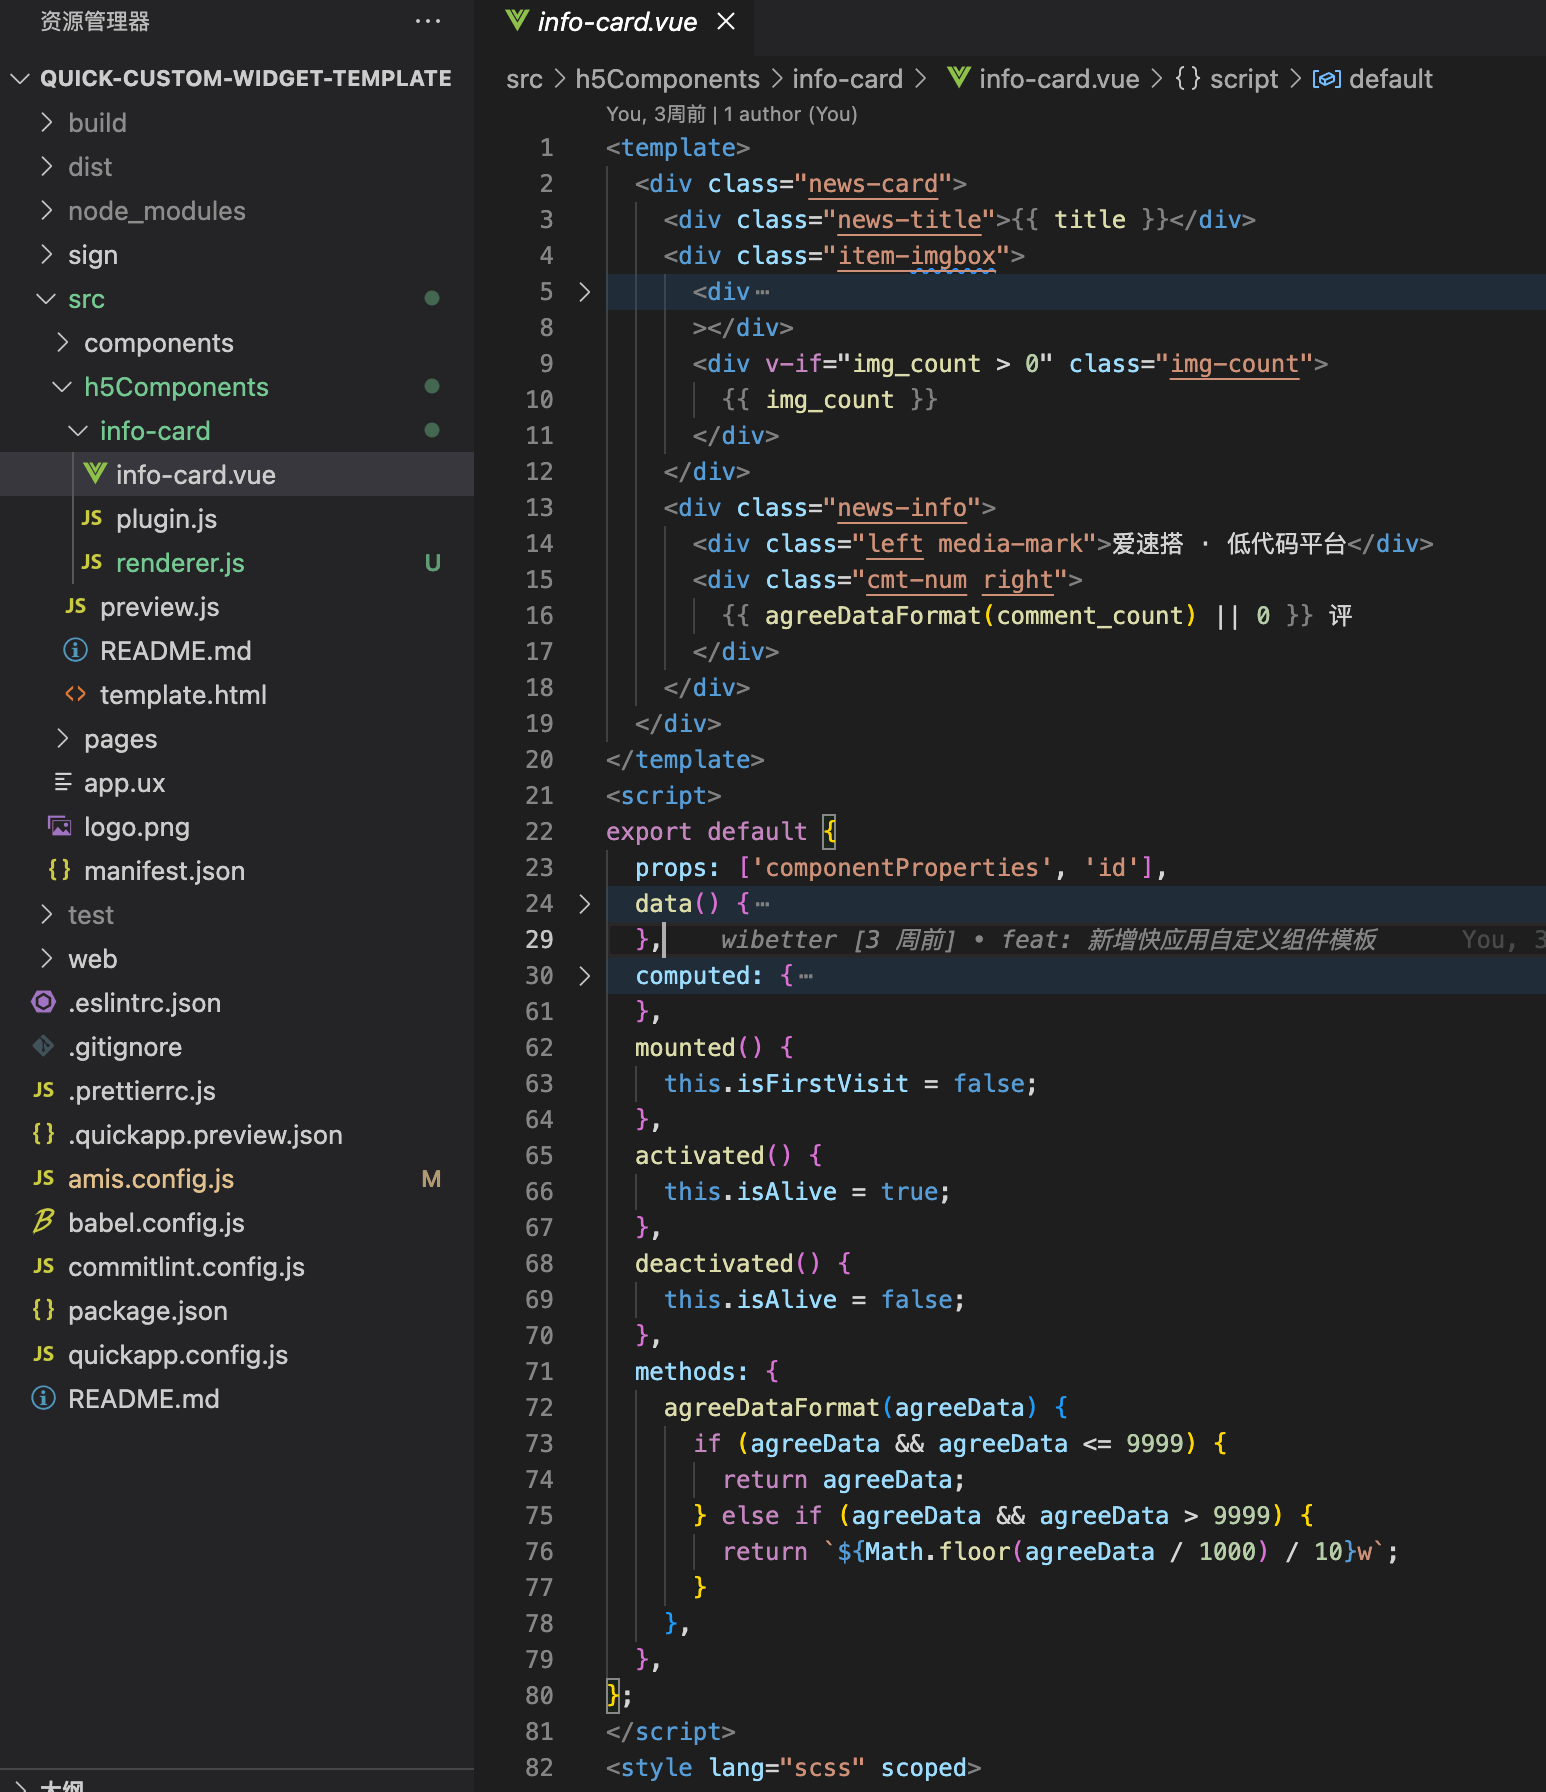 资源管理器 ···
QUICK-CUSTOM-WIDGET-TEMPLATE
build
dist
node_modules
sign
src
components
h5Components
info-card
info-card.vue
JS plugin.js
JS renderer.js U
JS preview.js
README.md
<> template.html
pages
app.ux
logo.png
{} manifest.json
test
web
.eslintrc.json
.gitignore
JS .prettierrc.js
{} .quickapp.preview.json
JS amis.config.js M
babel.config.js
JS commitlint.config.js
{} package.json
JS quickapp.config.js
README.md
大纲
info-card.vue
src > h5Components > info-card > info-card.vue > {} script > default
You, 3周前 | 1 author (You)
1 <template>
2 <div class="news-card">
3 <div class="news-title">{{ title }}</div>
4 <div class="item-imgbox">
5 <div ···
8 ></div>
9 <div v-if="img_count > 0" class="img-count">
10 {{ img_count }}
11 </div>
12 </div>
13 <div class="news-info">
14 <div class="left media-mark">爱速搭 · 低代码平台</div>
15 <div class="cmt-num right">
16 {{ agreeDataFormat(comment_count) || 0 }} 评
17 </div>
18 </div>
19 </div>
20 </template>
21 <script>
22 export default {
23 props: ['componentProperties', 'id'],
24 data() { ···
29 }, wibetter [3 周前] • feat: 新增快应用自定义组件模板 You, 3
30 computed: { ···
61 },
62 mounted() {
63 this.isFirstVisit = false;
64 },
65 activated() {
66 this.isAlive = true;
67 },
68 deactivated() {
69 this.isAlive = false;
70 },
71 methods: {
72 agreeDataFormat(agreeData) {
73 if (agreeData && agreeData <= 9999) {
74 return agreeData;
75 } else if (agreeData && agreeData > 9999) {
76 return `${Math.floor(agreeData / 1000) / 10}w`;
77 }
78 },
79 },
80 };
81 </script>
82 <style lang="scss" scoped>